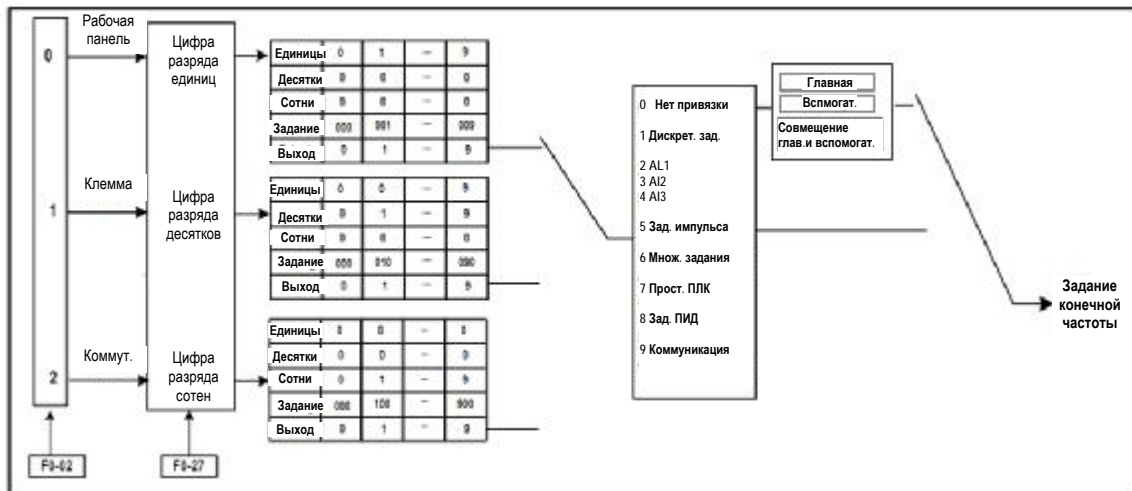 Рабочая панель
Клемма
Коммут.
0
1
2
F0-02
Цифра разряда единиц
Цифра разряда десятков
Цифра разряда сотен
F0-27
Единицы 0 1 — 9
Десятки 0 0 — 0
Сотни 0 0 — 0
Задание 000 001 — 009
Выход 0 1 — 9
Единицы 0 0 — 0
Десятки 0 1 — 9
Сотни 0 0 — 0
Задание 000 010 — 090
Выход 0 1 — 9
Единицы 0 0 — 0
Десятки 0 0 — 0
Сотни 0 1 — 9
Задание 000 100 — 900
Выход 0 1 — 9
0 Нет привязки
1 Дискрет. зад.
2 AL1
3 AI2
4 AI3
5 Зад. импульса
6 Множ. задания
7 Прост. ПЛК
8 Зад. ПИД
9 Коммуникация
Главная
Вспмогат.
Совмещение
глав.и вспомогат.
Задание
конечной
частоты